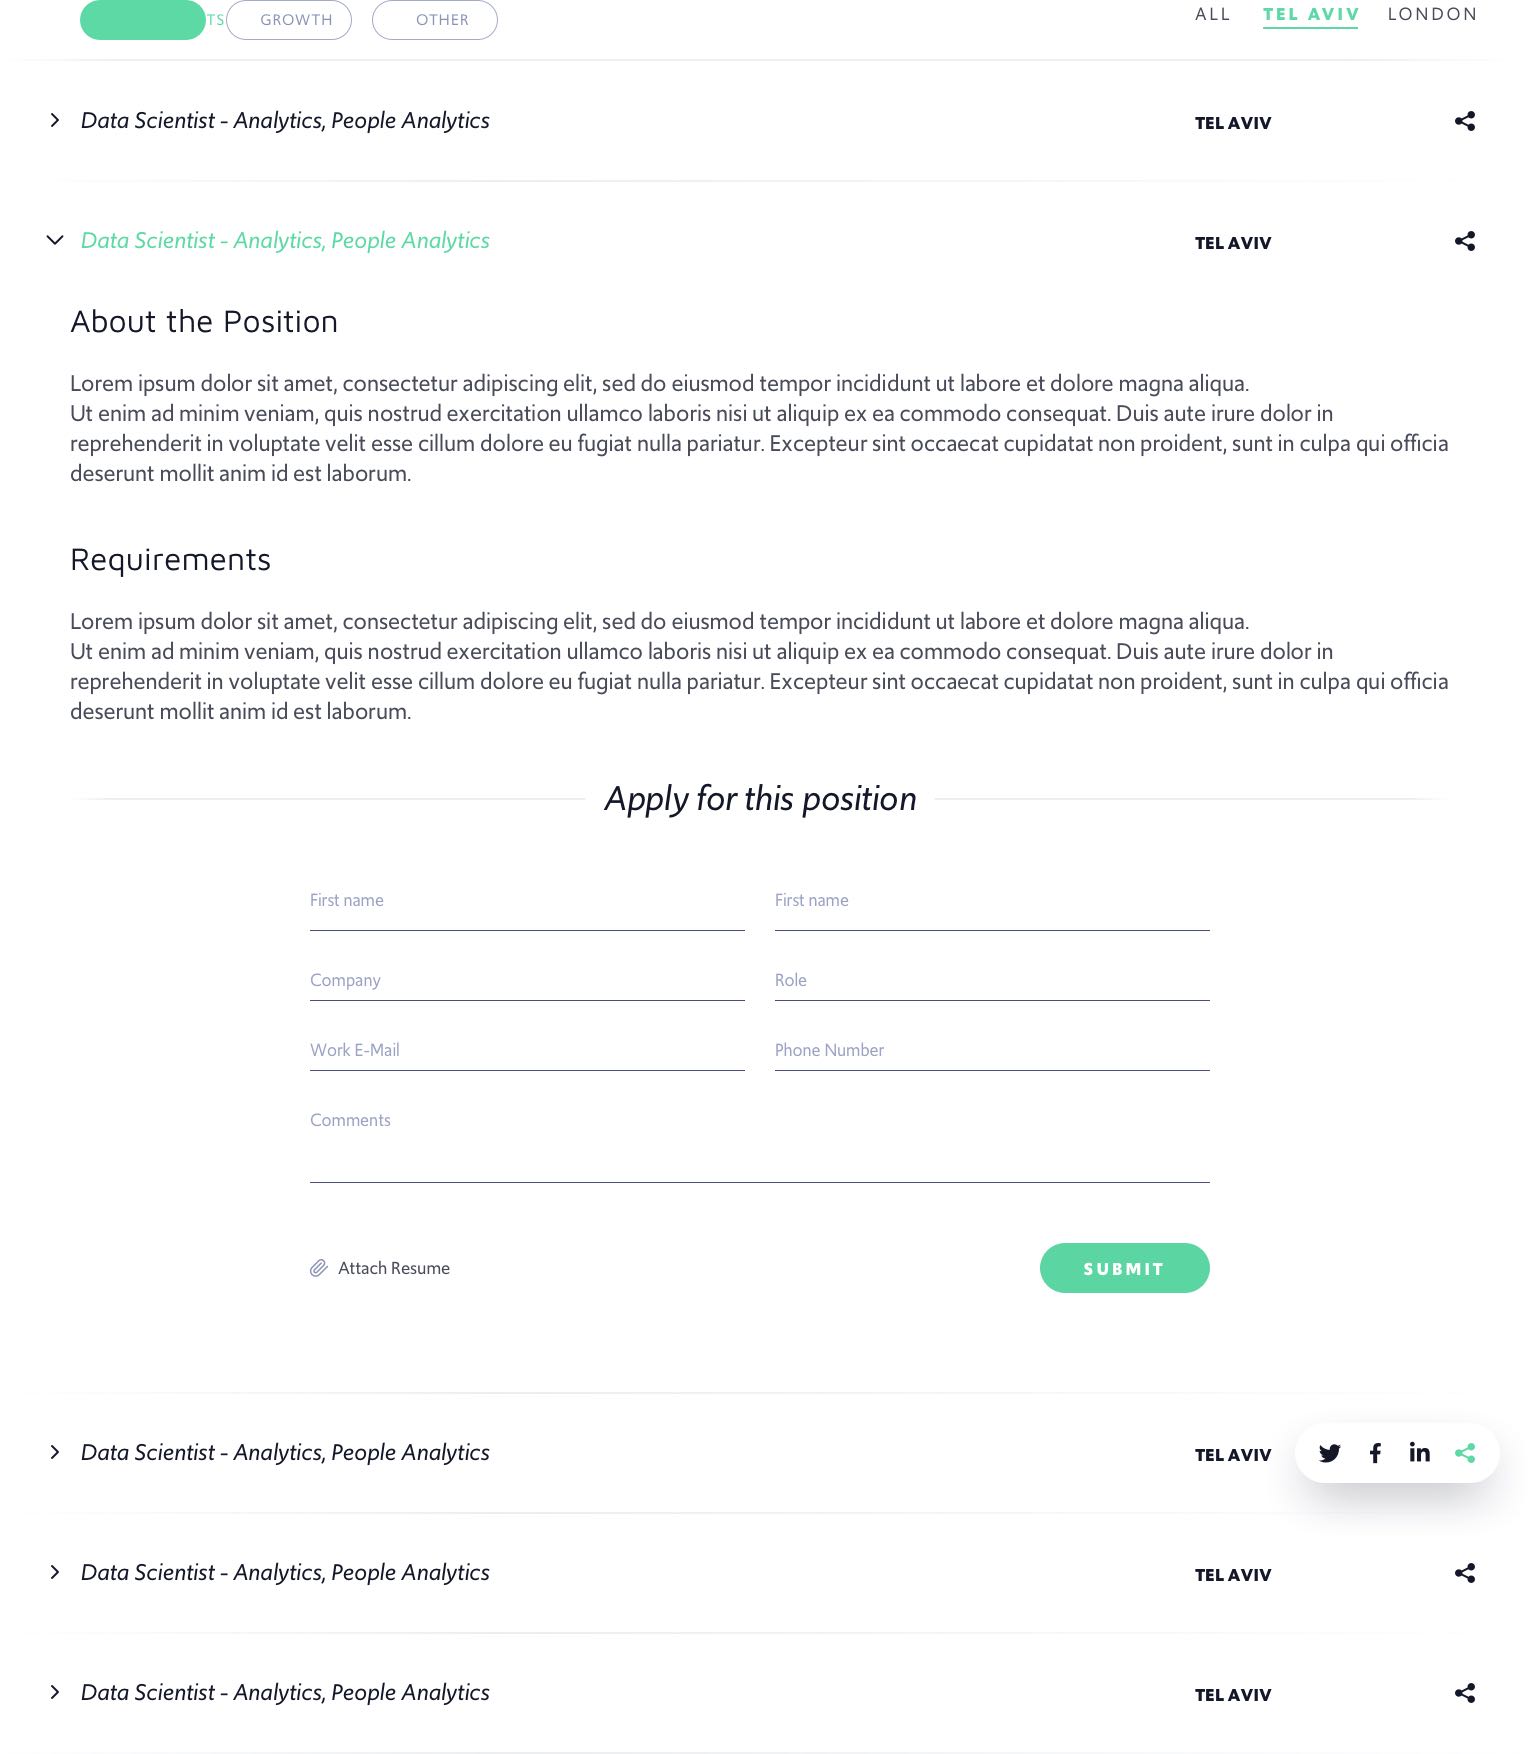 GROWTH
OTHER
ALL
TEL AVIV
LONDON
Data Scientist - Analytics, People Analytics
TEL AVIV
Data Scientist - Analytics, People Analytics
TEL AVIV
About the Position
Lorem ipsum dolor sit amet, consectetur adipiscing elit, sed do eiusmod tempor incididunt ut labore et dolore magna aliqua.
Ut enim ad minim veniam, quis nostrud exercitation ullamco laboris nisi ut aliquip ex ea commodo consequat. Duis aute irure dolor in
reprehenderit in voluptate velit esse cillum dolore eu fugiat nulla pariatur. Excepteur sint occaecat cupidatat non proident, sunt in culpa qui officia
deserunt mollit anim id est laborum.
Requirements
Lorem ipsum dolor sit amet, consectetur adipiscing elit, sed do eiusmod tempor incididunt ut labore et dolore magna aliqua.
Ut enim ad minim veniam, quis nostrud exercitation ullamco laboris nisi ut aliquip ex ea commodo consequat. Duis aute irure dolor in
reprehenderit in voluptate velit esse cillum dolore eu fugiat nulla pariatur. Excepteur sint occaecat cupidatat non proident, sunt in culpa qui officia
deserunt mollit anim id est laborum.
Apply for this position
First name
First name
Company
Role
Work E-Mail
Phone Number
Comments
Attach Resume
SUBMIT
Data Scientist - Analytics, People Analytics
TEL AVIV
Data Scientist - Analytics, People Analytics
TEL AVIV
Data Scientist - Analytics, People Analytics
TEL AVIV